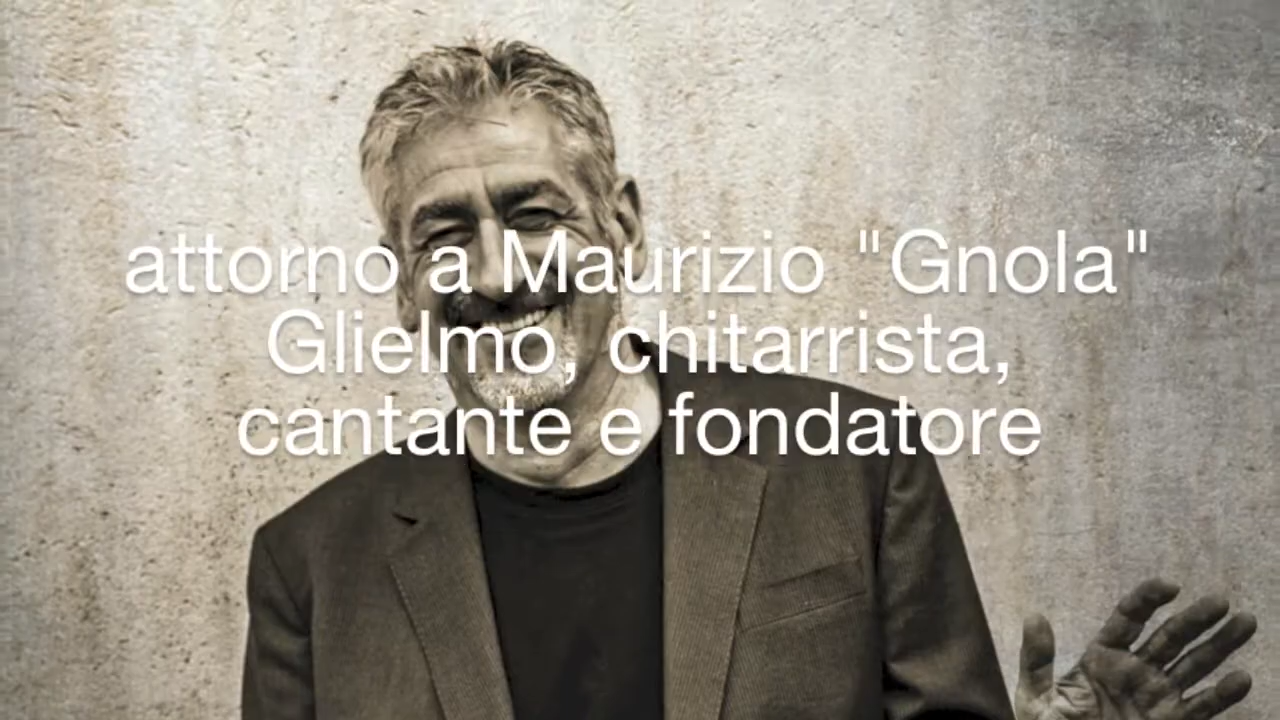 attorno a Maurizio "Gnola"
Glielmo, chitarrista,
cantante e fondatore